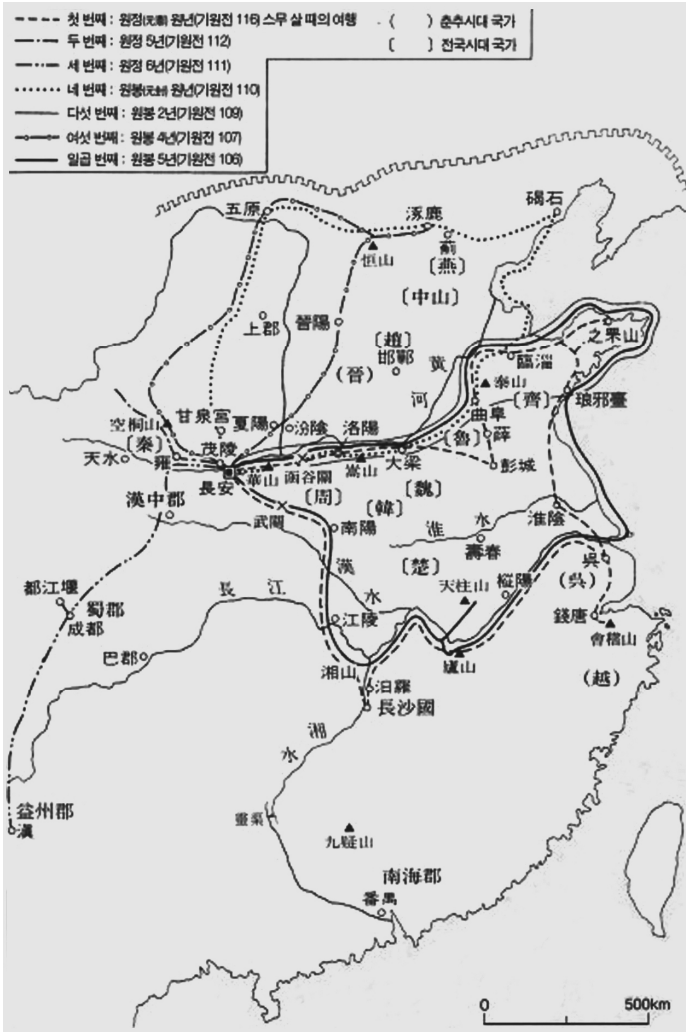 첫 번째 : 원정(元鼎) 원년(기원전 116) 스무 살 때의 여행
두 번째 : 원정 5년(기원전 112)
세 번째 : 원정 6년(기원전 111)
네 번째 : 원봉(元封) 원년(기원전 110)
다섯 번째 : 원봉 2년(기원전 109)
여섯 번째 : 원봉 4년(기원전 107)
일곱 번째 : 원봉 5년(기원전 106)
( ) 춘추시대 국가
〔 〕 전국시대 국가
五原
涿鹿
碣石
薊
〔燕〕
恒山
〔中山〕
上郡
晉陽
〔趙〕
邯鄲
(晉)
黃
河
之罘山
臨淄
泰山
〔齊〕
琅邪臺
曲阜
〔魯〕
薛
彭城
空桐山
甘泉宮
夏陽
汾陰
洛陽
〔秦〕
茂陵
天水
雍
長安
華山
函谷關
嵩山
大梁
〔周〕
〔韓〕
〔魏〕
漢中郡
武關
南陽
淮
水
淮陰
壽春
漢
水
〔楚〕
吳
(吳)
都江堰
蜀郡
成都
長
江
天柱山
樅陽
錢唐
會稽山
江陵
巴郡
湘山
廬山
(越)
汨羅
長沙國
湘
水
益州郡
滇
靈渠
九疑山
南海郡
番禺
0
500km